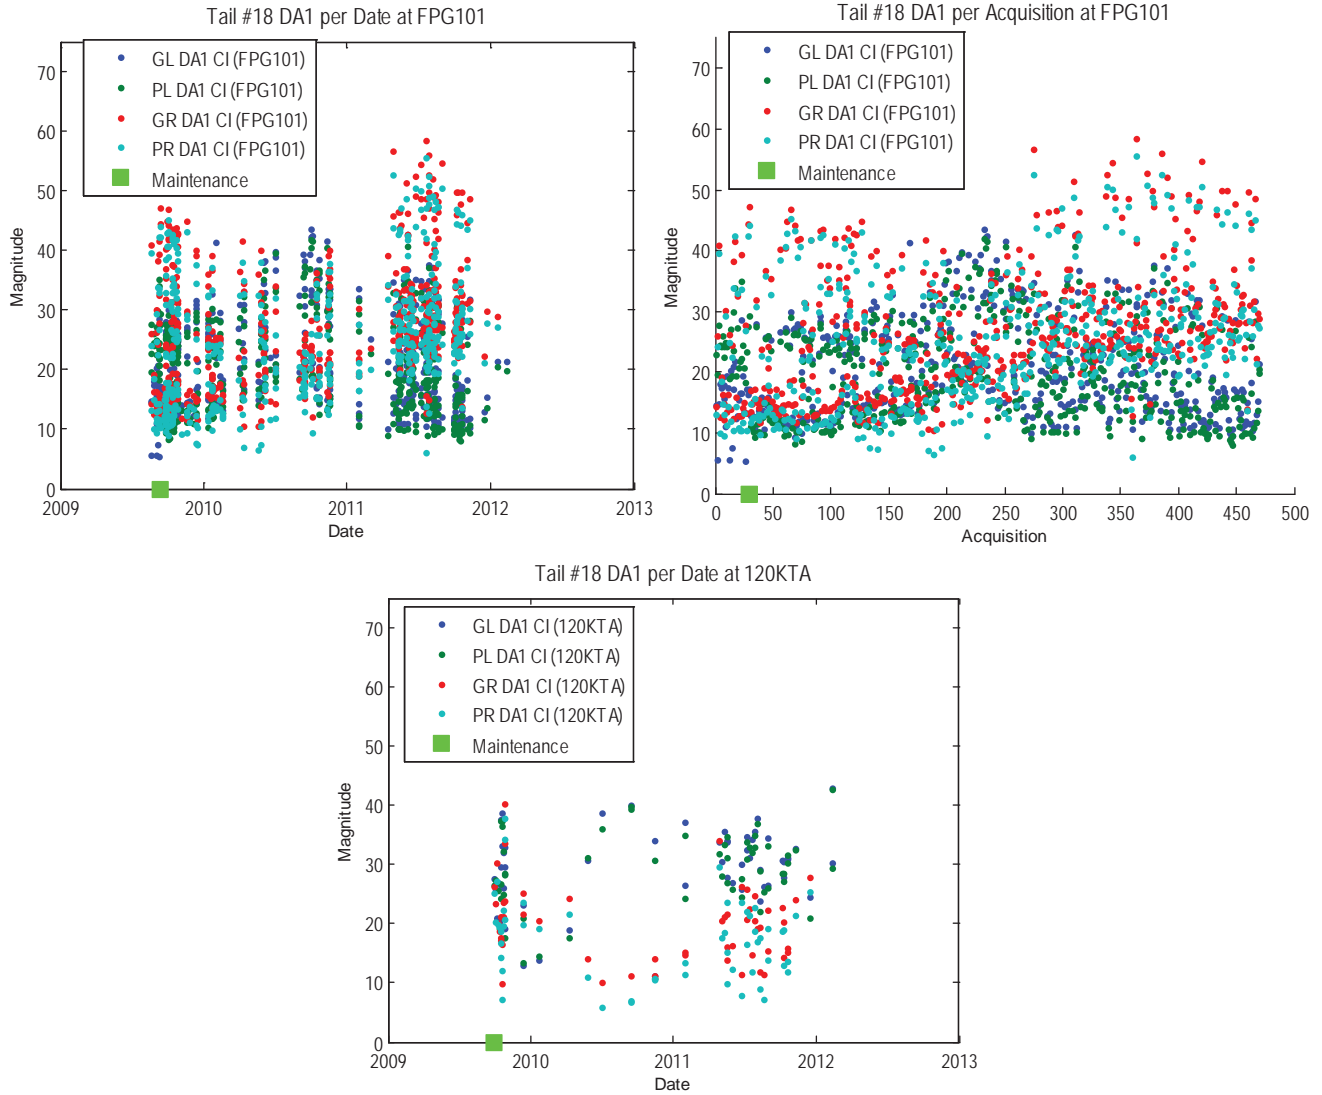 Tail #18 DA1 per Date at FPG101
GL DA1 CI (FPG101)
PL DA1 CI (FPG101)
GR DA1 CI (FPG101)
PR DA1 CI (FPG101)
Maintenance
Magnitude
70
60
50
40
30
20
10
0
2009
2010
2011
2012
2013
Date
Tail #18 DA1 per Acquisition at FPG101
GL DA1 CI (FPG101)
PL DA1 CI (FPG101)
GR DA1 CI (FPG101)
PR DA1 CI (FPG101)
Maintenance
Magnitude
70
60
50
40
30
20
10
0
0
50
100
150
200
250
300
350
400
450
500
Acquisition
Tail #18 DA1 per Date at 120KTA
GL DA1 CI (120KTA)
PL DA1 CI (120KTA)
GR DA1 CI (120KTA)
PR DA1 CI (120KTA)
Maintenance
Magnitude
70
60
50
40
30
20
10
0
2009
2010
2011
2012
2013
Date